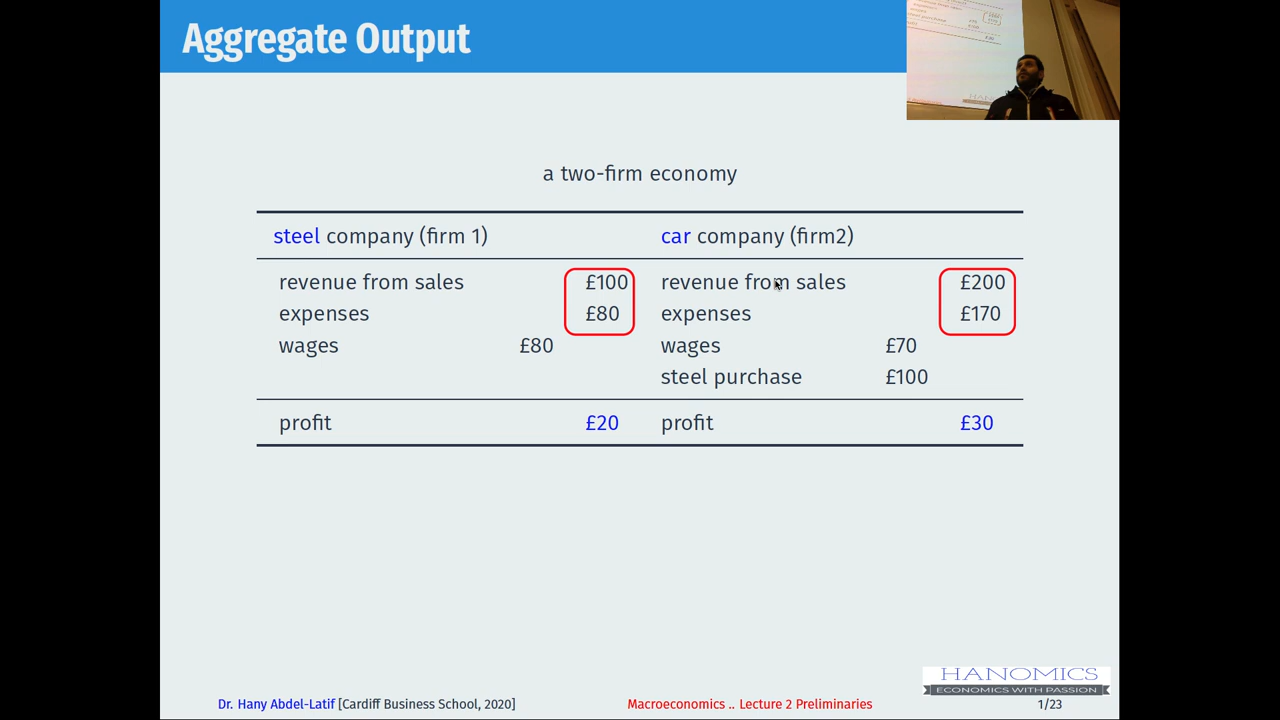 Aggregate Output
a two-firm economy
steel company (firm 1) car company (firm2)
revenue from sales £100 revenue from sales £200
expenses £80 expenses £170
wages £80 wages £70
steel purchase £100
profit £20 profit £30
HANOMICS
ECONOMICS WITH PASSION
Dr. Hany Abdel-Latif [Cardiff Business School, 2020] Macroeconomics .. Lecture 2 Preliminaries 1/23